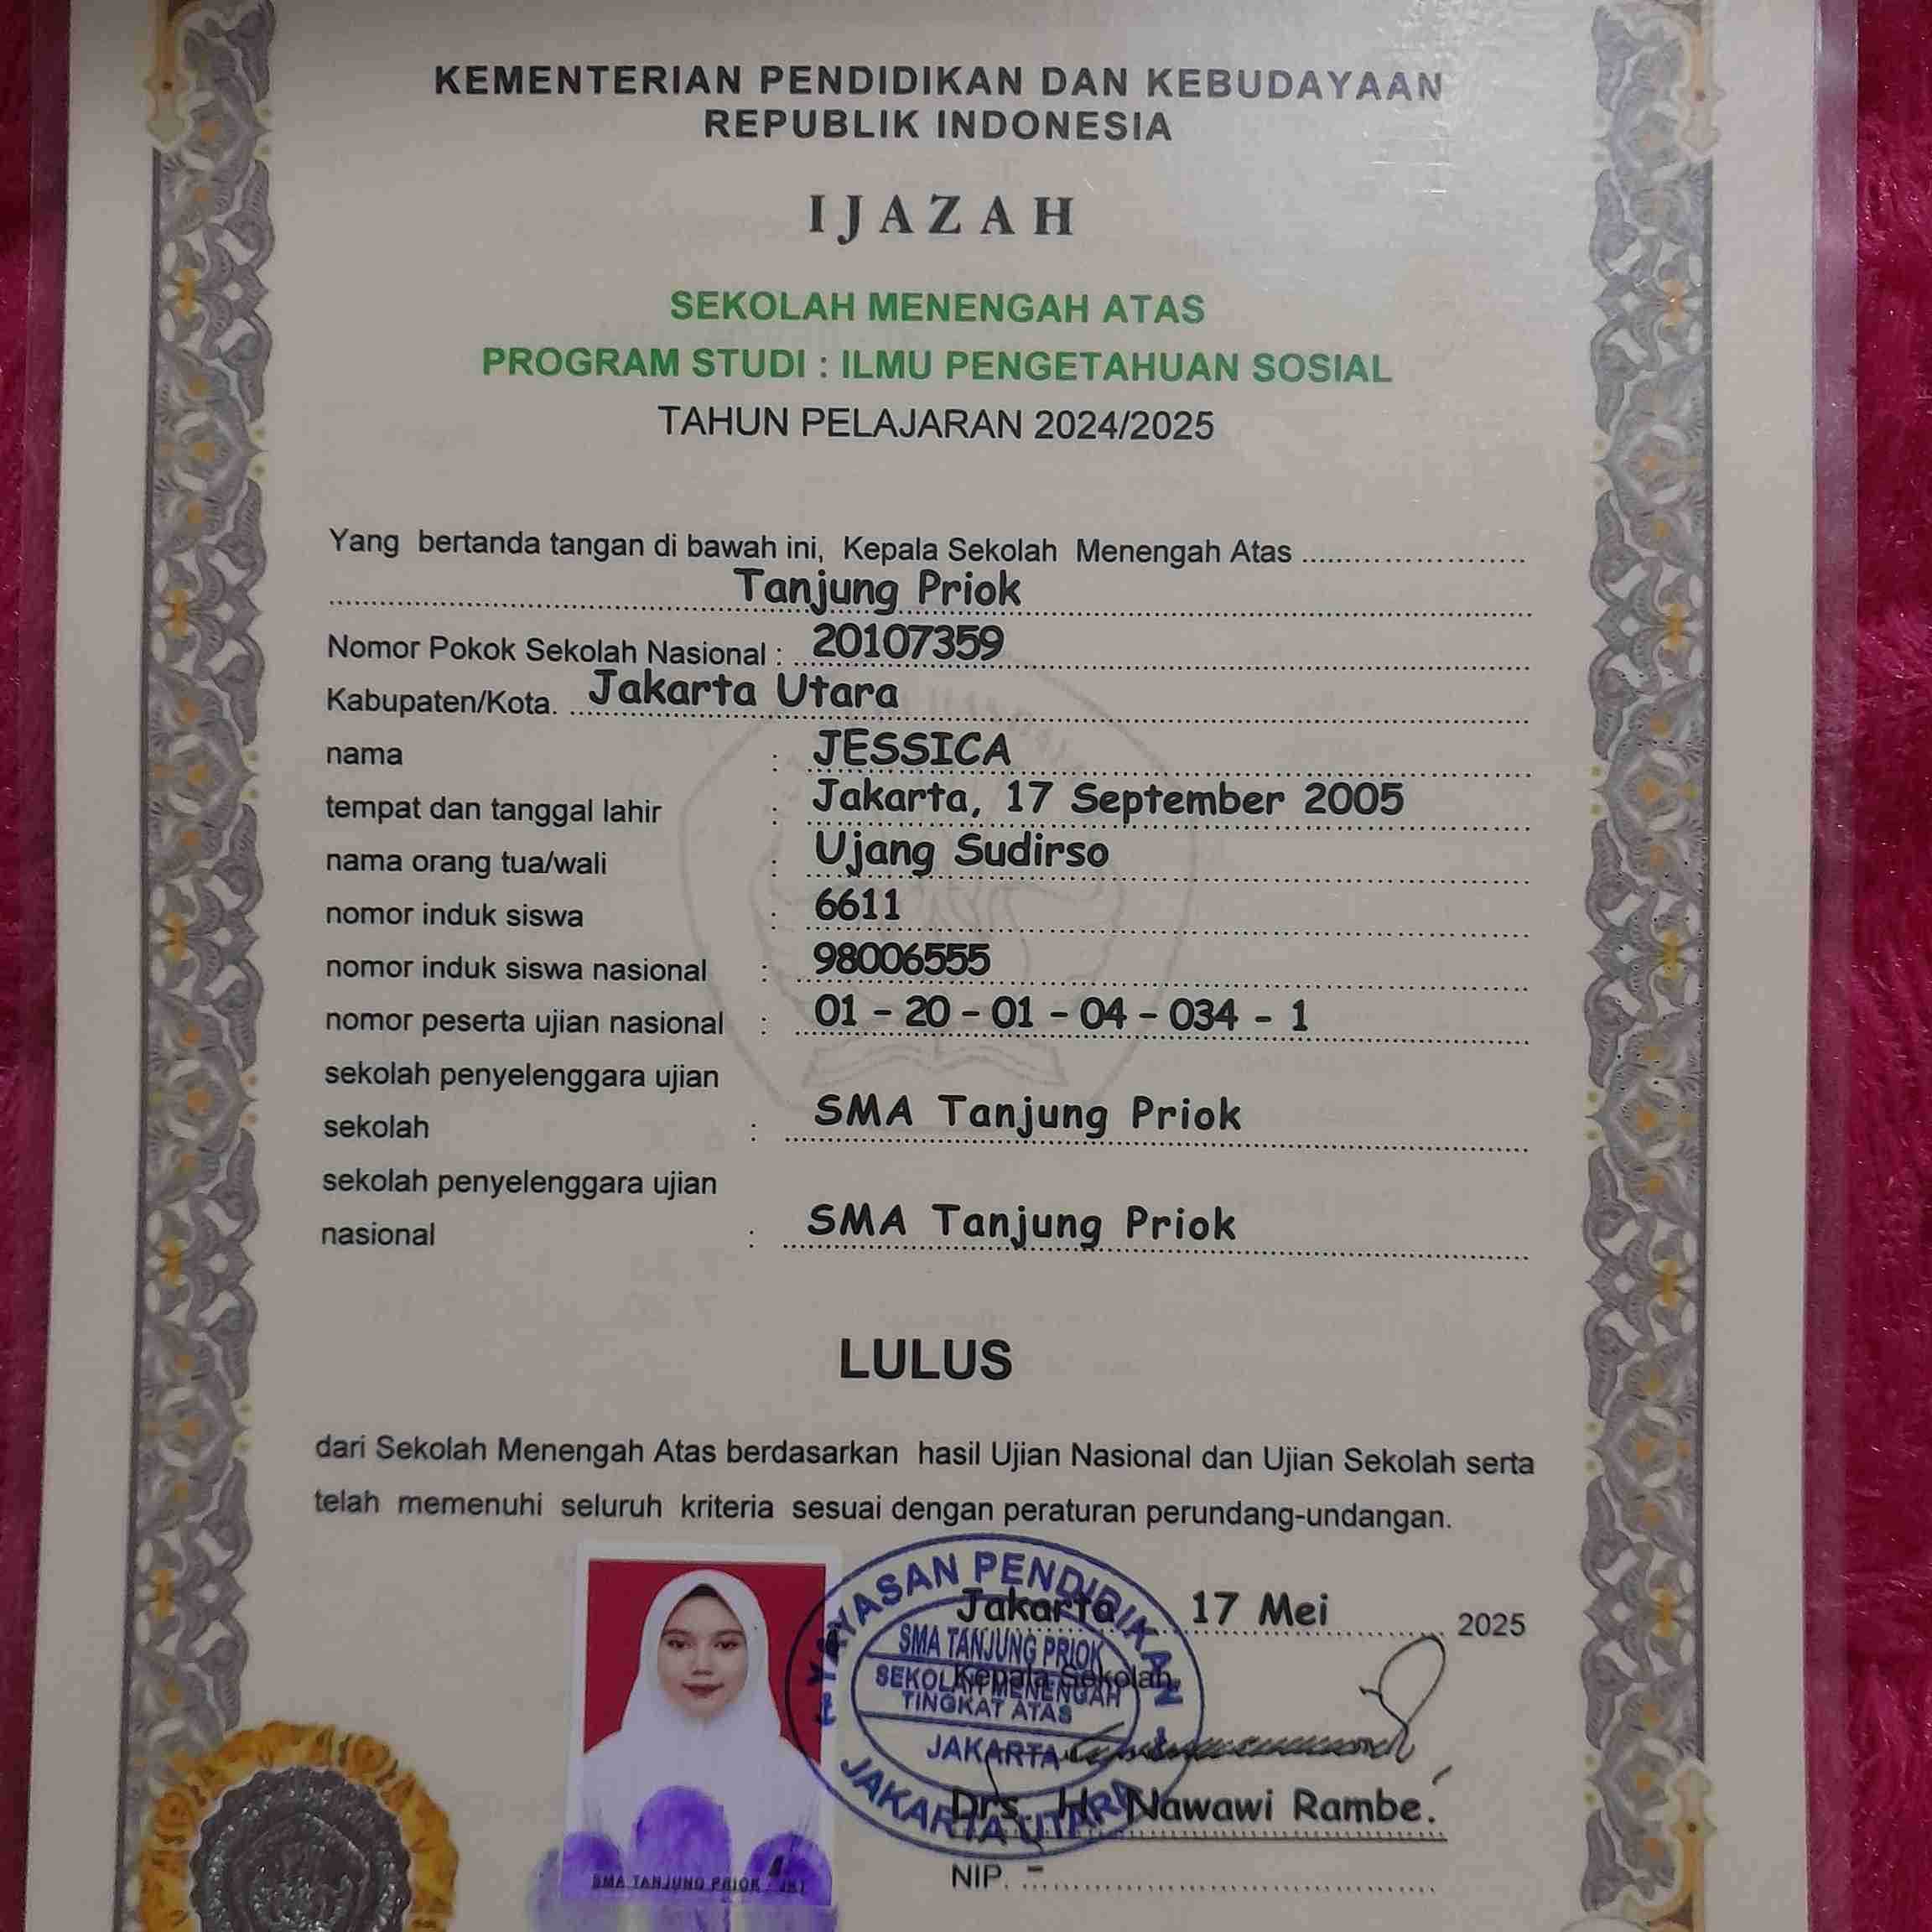 KEMENTERIAN PENDIDIKAN DAN KEBUDAYAAN
REPUBLIK INDONESIA
IJAZAH
SEKOLAH MENENGAH ATAS
PROGRAM STUDI : ILMU PENGETAHUAN SOSIAL
TAHUN PELAJARAN 2024/2025
Yang bertanda tangan di bawah ini, Kepala Sekolah Menengah Atas
Tanjung Priok
Nomor Pokok Sekolah Nasional : 20107359
Kabupaten/Kota. Jakarta Utara
nama : JESSICA
tempat dan tanggal lahir : Jakarta, 17 September 2005
nama orang tua/wali : Ujang Sudirso
nomor induk siswa : 6611
nomor induk siswa nasional : 98006555
nomor peserta ujian nasional : 01 - 20 - 01 - 04 - 034 - 1
sekolah penyelenggara ujian
sekolah : SMA Tanjung Priok
sekolah penyelenggara ujian
nasional : SMA Tanjung Priok
LULUS
dari Sekolah Menengah Atas berdasarkan hasil Ujian Nasional dan Ujian Sekolah serta
telah memenuhi seluruh kriteria sesuai dengan peraturan perundang-undangan.
Jakarta, 17 Mei 2025
Kepala Sekolah,
YAYASAN PENDIDIKAN
SMA TANJUNG PRIOK
SEKOLAH MENENGAH
TINGKAT ATAS
JAKARTA
JAKARTA UTARA
Drs. H. Nawawi Rambe.
NIP. -
SMA TANJUNG PRIOK JKT